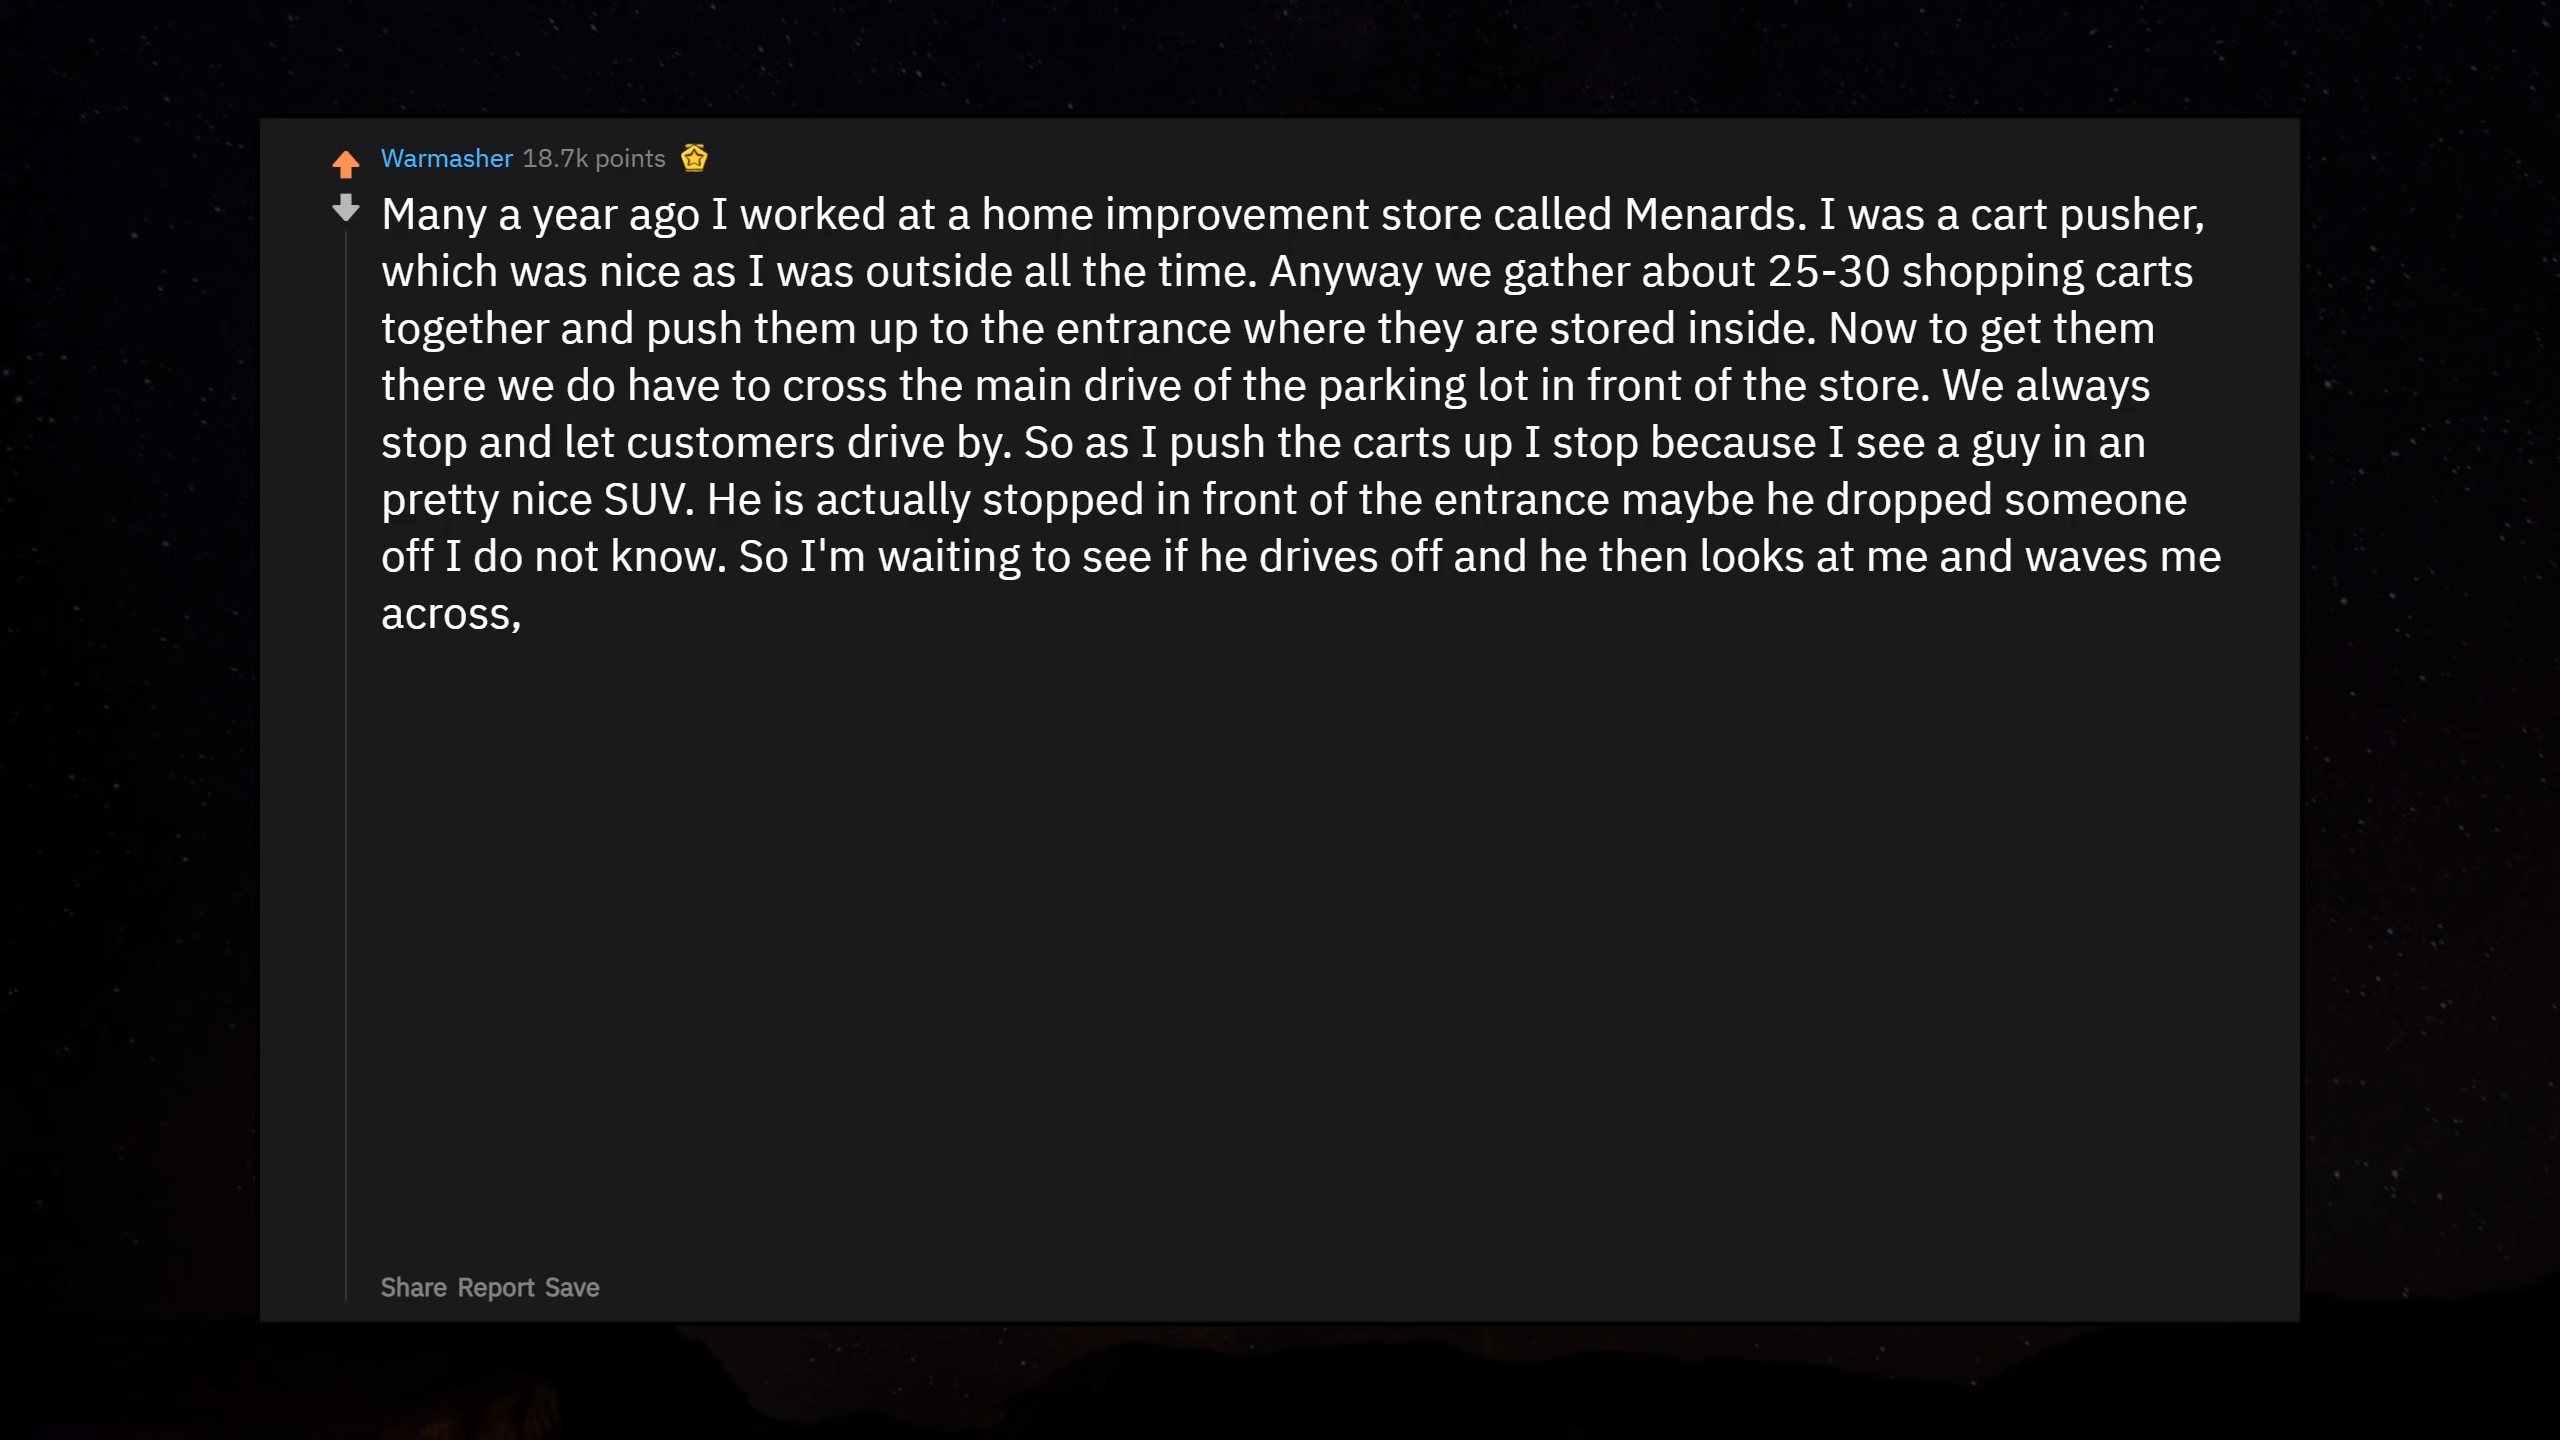 Warmasher 18.7k points
Many a year ago I worked at a home improvement store called Menards. I was a cart pusher,
which was nice as I was outside all the time. Anyway we gather about 25-30 shopping carts
together and push them up to the entrance where they are stored inside. Now to get them
there we do have to cross the main drive of the parking lot in front of the store. We always
stop and let customers drive by. So as I push the carts up I stop because I see a guy in an
pretty nice SUV. He is actually stopped in front of the entrance maybe he dropped someone
off I do not know. So I'm waiting to see if he drives off and he then looks at me and waves me
across,
Share Report Save